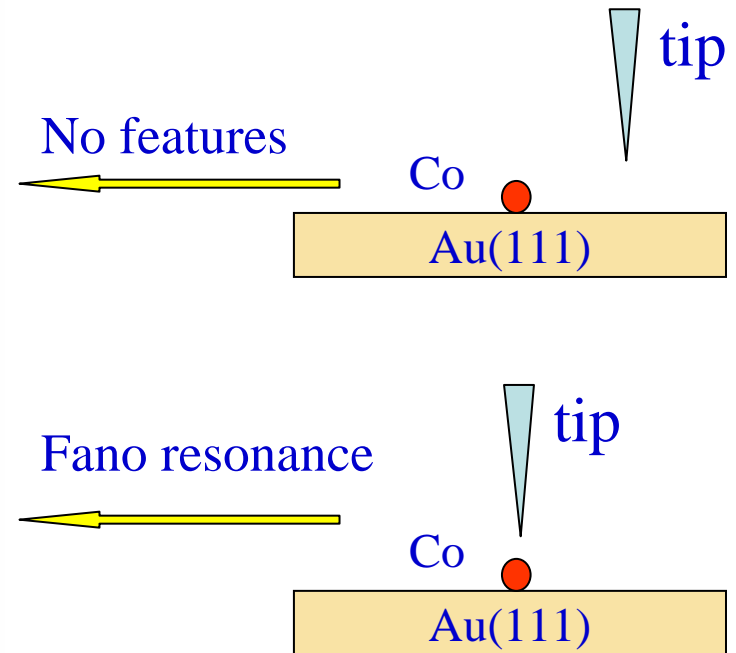 tip
No features
Co
Au(111)
tip
Fano resonance
Co
Au(111)